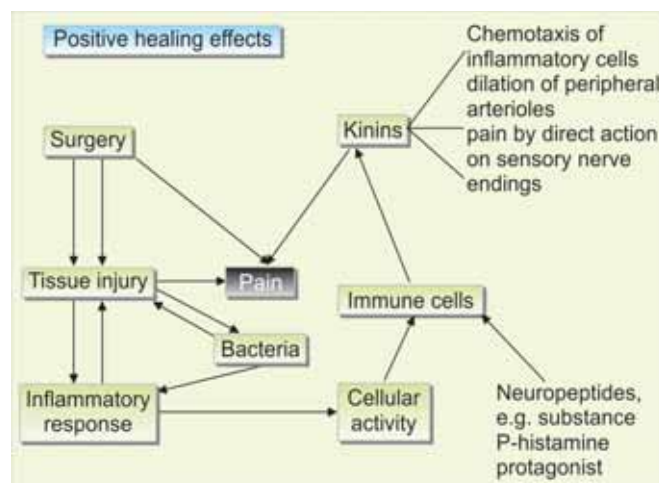 Positive healing effects
Chemotaxis of
inflammatory cells
dilation of peripheral
arterioles
pain by direct action
on sensory nerve
endings
Surgery
Kinins
Tissue injury
Pain
Immune cells
Bacteria
Inflammatory
response
Cellular
activity
Neuropeptides,
e.g. substance
P-histamine
protagonist